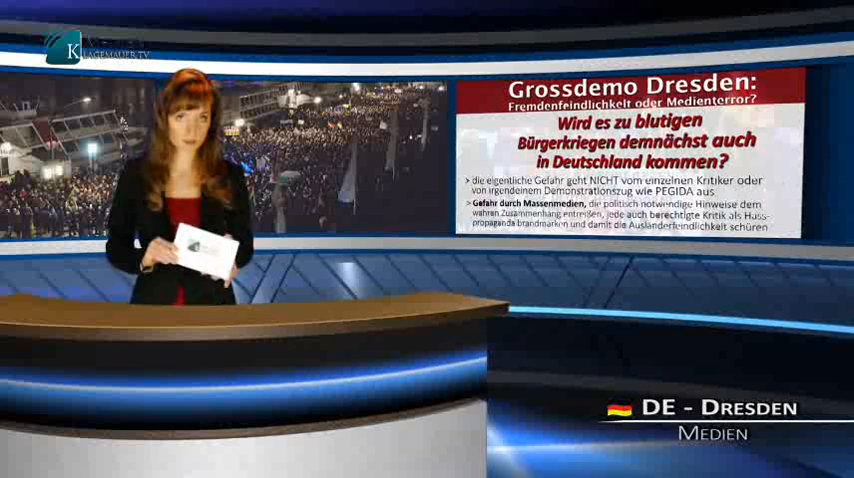 KLAGEMAUER.TV
Grossdemo Dresden:
Fremdenfeindlichkeit oder Medienterror?
Wird es zu blutigen
Bürgerkriegen demnächst auch
in Deutschland kommen?
> die eigentliche Gefahr geht NICHT vom einzelnen Kritiker oder
von irgendeinem Demonstrationszug wie PEGIDA aus
> Gefahr durch Massenmedien, die politisch notwendige Hinweise dem
wahren Zusammenhang entreißen, jede auch berechtigte Kritik als Hass-
propaganda brandmarken und damit die Ausländerfeindlichkeit schüren
DE - DRESDEN
MEDIEN